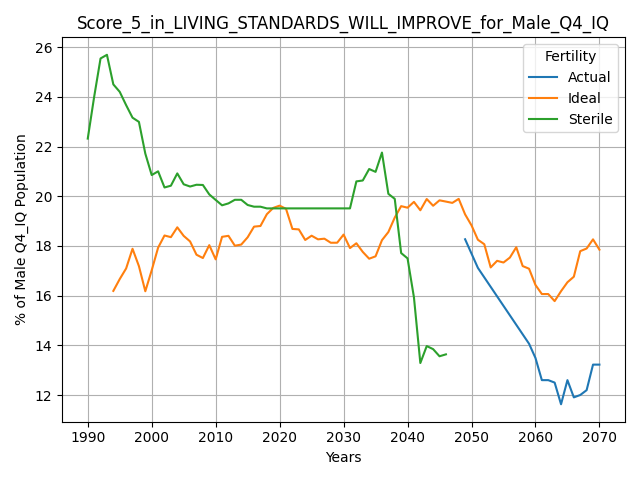 Score_5_in_LIVING_STANDARDS_WILL_IMPROVE_for_Male_Q4_IQ
Fertility
Actual
Ideal
Sterile
% of Male Q4_IQ Population
26
24
22
20
18
16
14
12
1990 2000 2010 2020 2030 2040 2050 2060 2070
Years